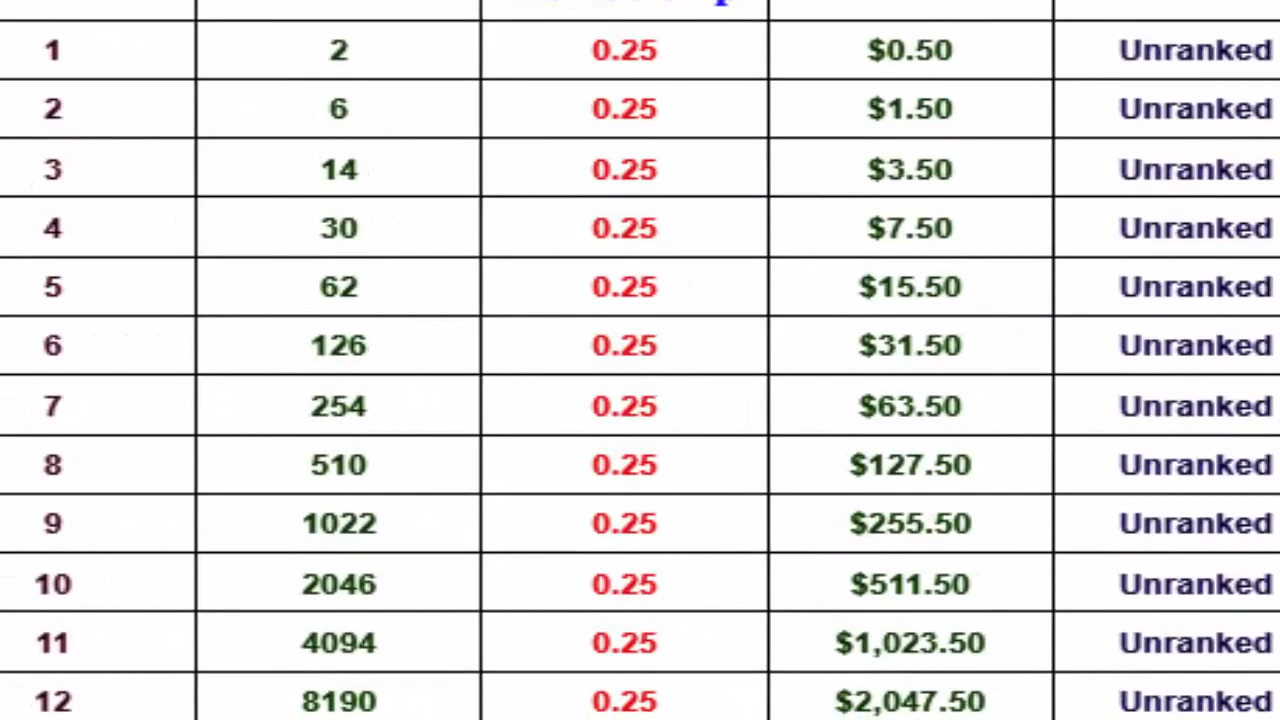 1 2 0.25 $0.50 Unranked
2 6 0.25 $1.50 Unranked
3 14 0.25 $3.50 Unranked
4 30 0.25 $7.50 Unranked
5 62 0.25 $15.50 Unranked
6 126 0.25 $31.50 Unranked
7 254 0.25 $63.50 Unranked
8 510 0.25 $127.50 Unranked
9 1022 0.25 $255.50 Unranked
10 2046 0.25 $511.50 Unranked
11 4094 0.25 $1,023.50 Unranked
12 8190 0.25 $2,047.50 Unranked